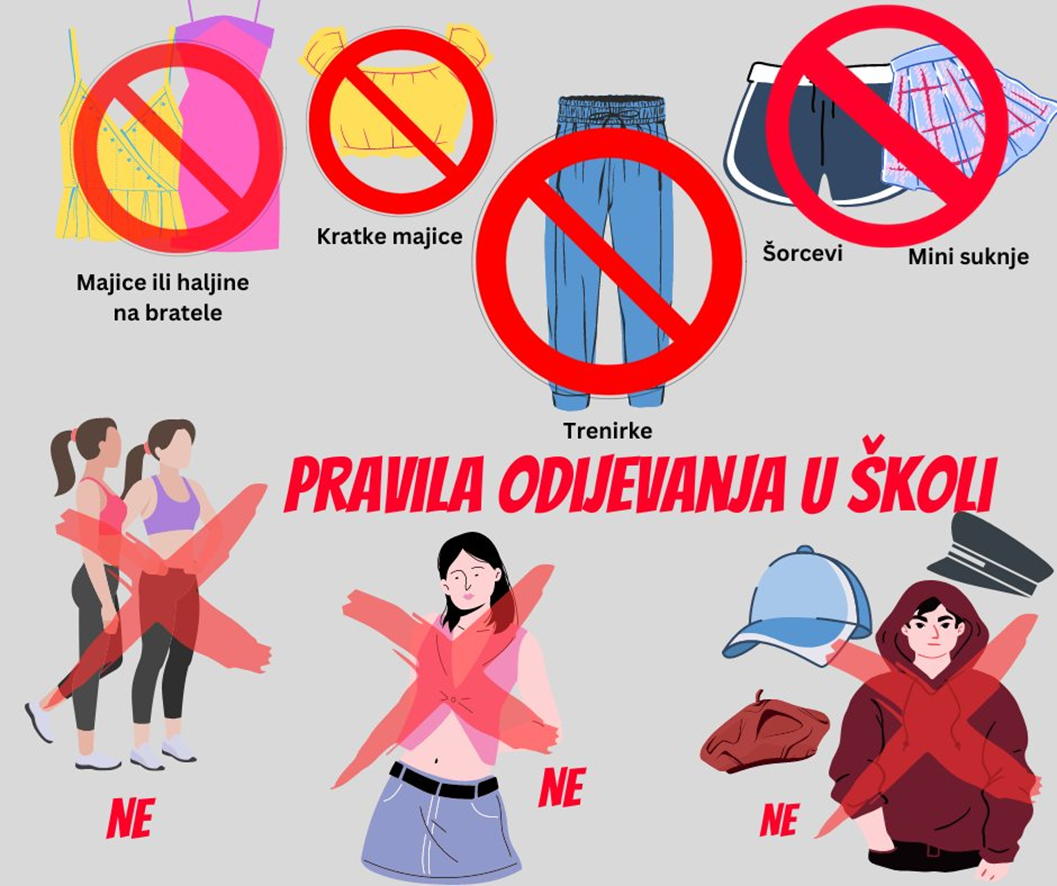 Majice ili haljine
na bratele
Kratke majice
Trenirke
Šorcevi
Mini suknje
PRAVILA ODIJEVANJA U ŠKOLI
NE
NE
NE